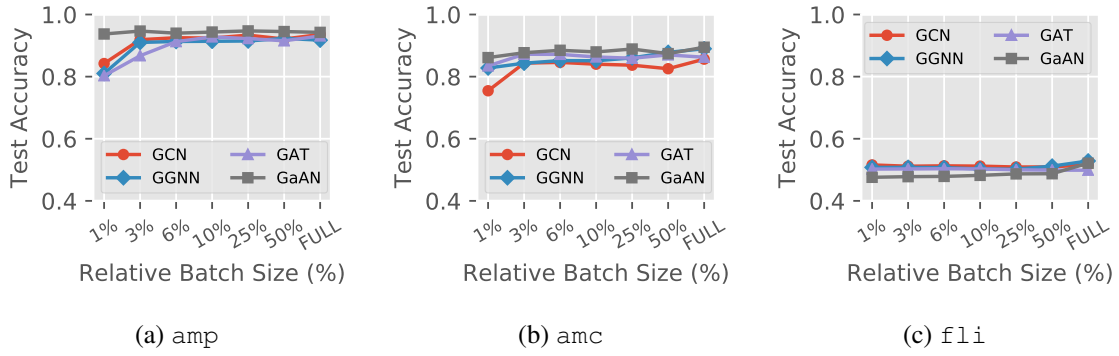 1.0
0.8
0.6
0.4
Test Accuracy
GCN
GGNN
GAT
GaAN
1% 3% 6% 10% 25% 50% FULL
Relative Batch Size (%)
(a) amp
1.0
0.8
0.6
0.4
Test Accuracy
GCN
GGNN
GAT
GaAN
1% 3% 6% 10% 25% 50% FULL
Relative Batch Size (%)
(b) amc
1.0
0.8
0.6
0.4
Test Accuracy
GCN
GGNN
GAT
GaAN
1% 3% 6% 10% 25% 50% FULL
Relative Batch Size (%)
(c) fli